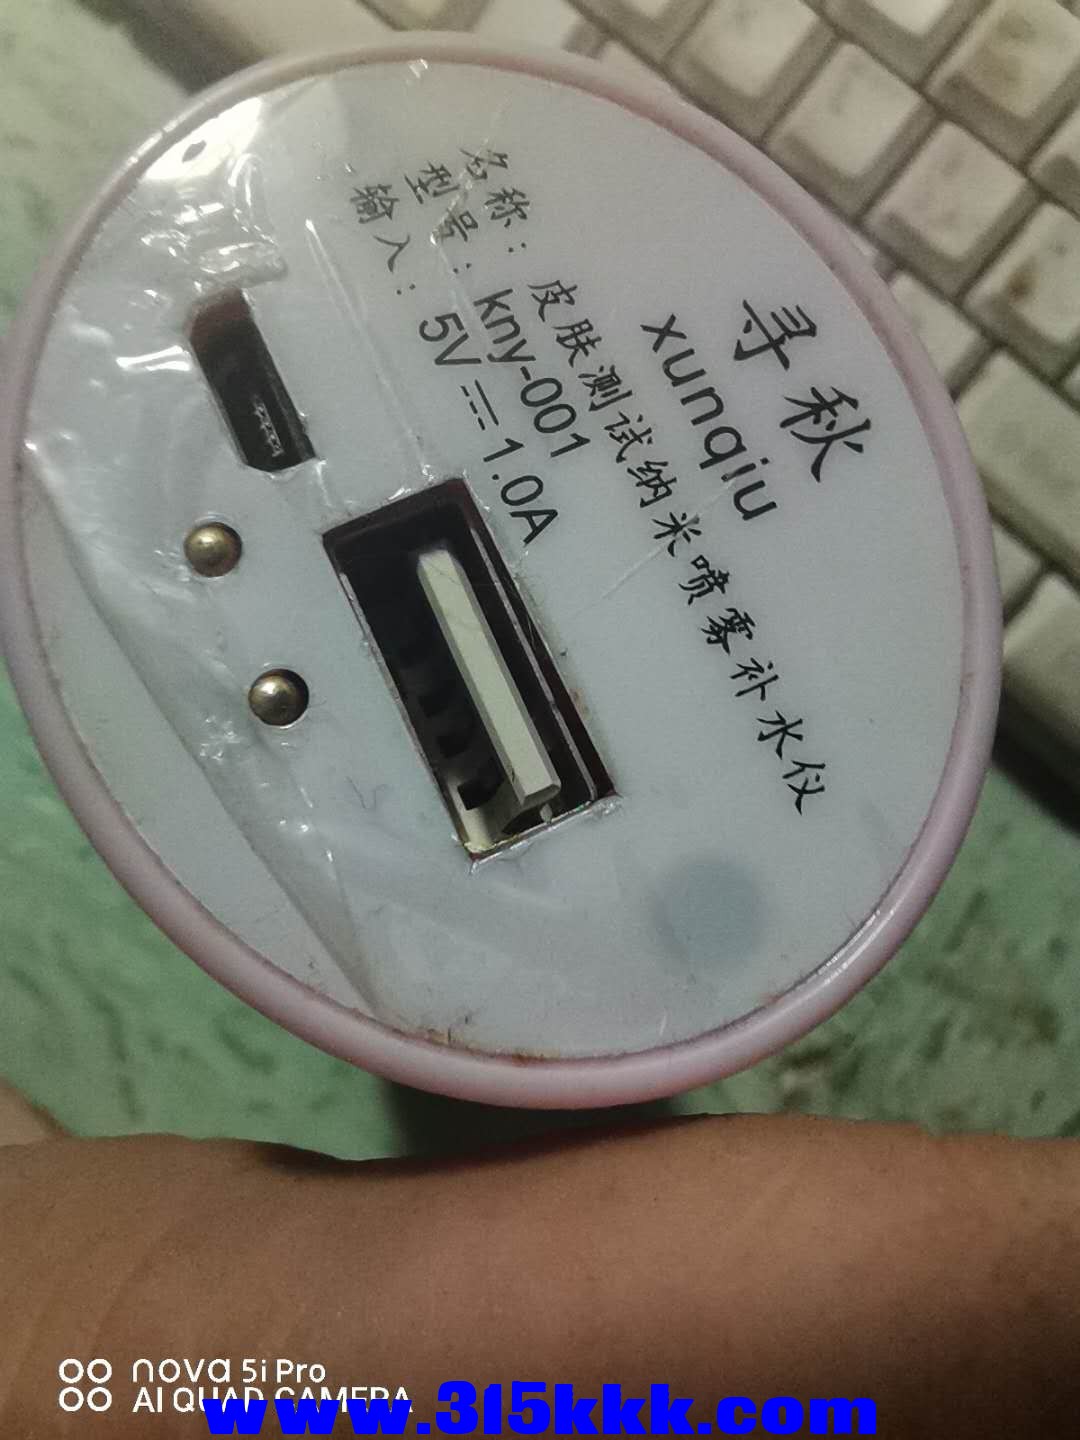 寻秋
xunqiu
名称：皮肤测试纳米喷雾补水仪
型号：kny-001
输入：5V⎓1.0A
nova 5i Pro
AI QUAD CAMERA
www.315kkk.com